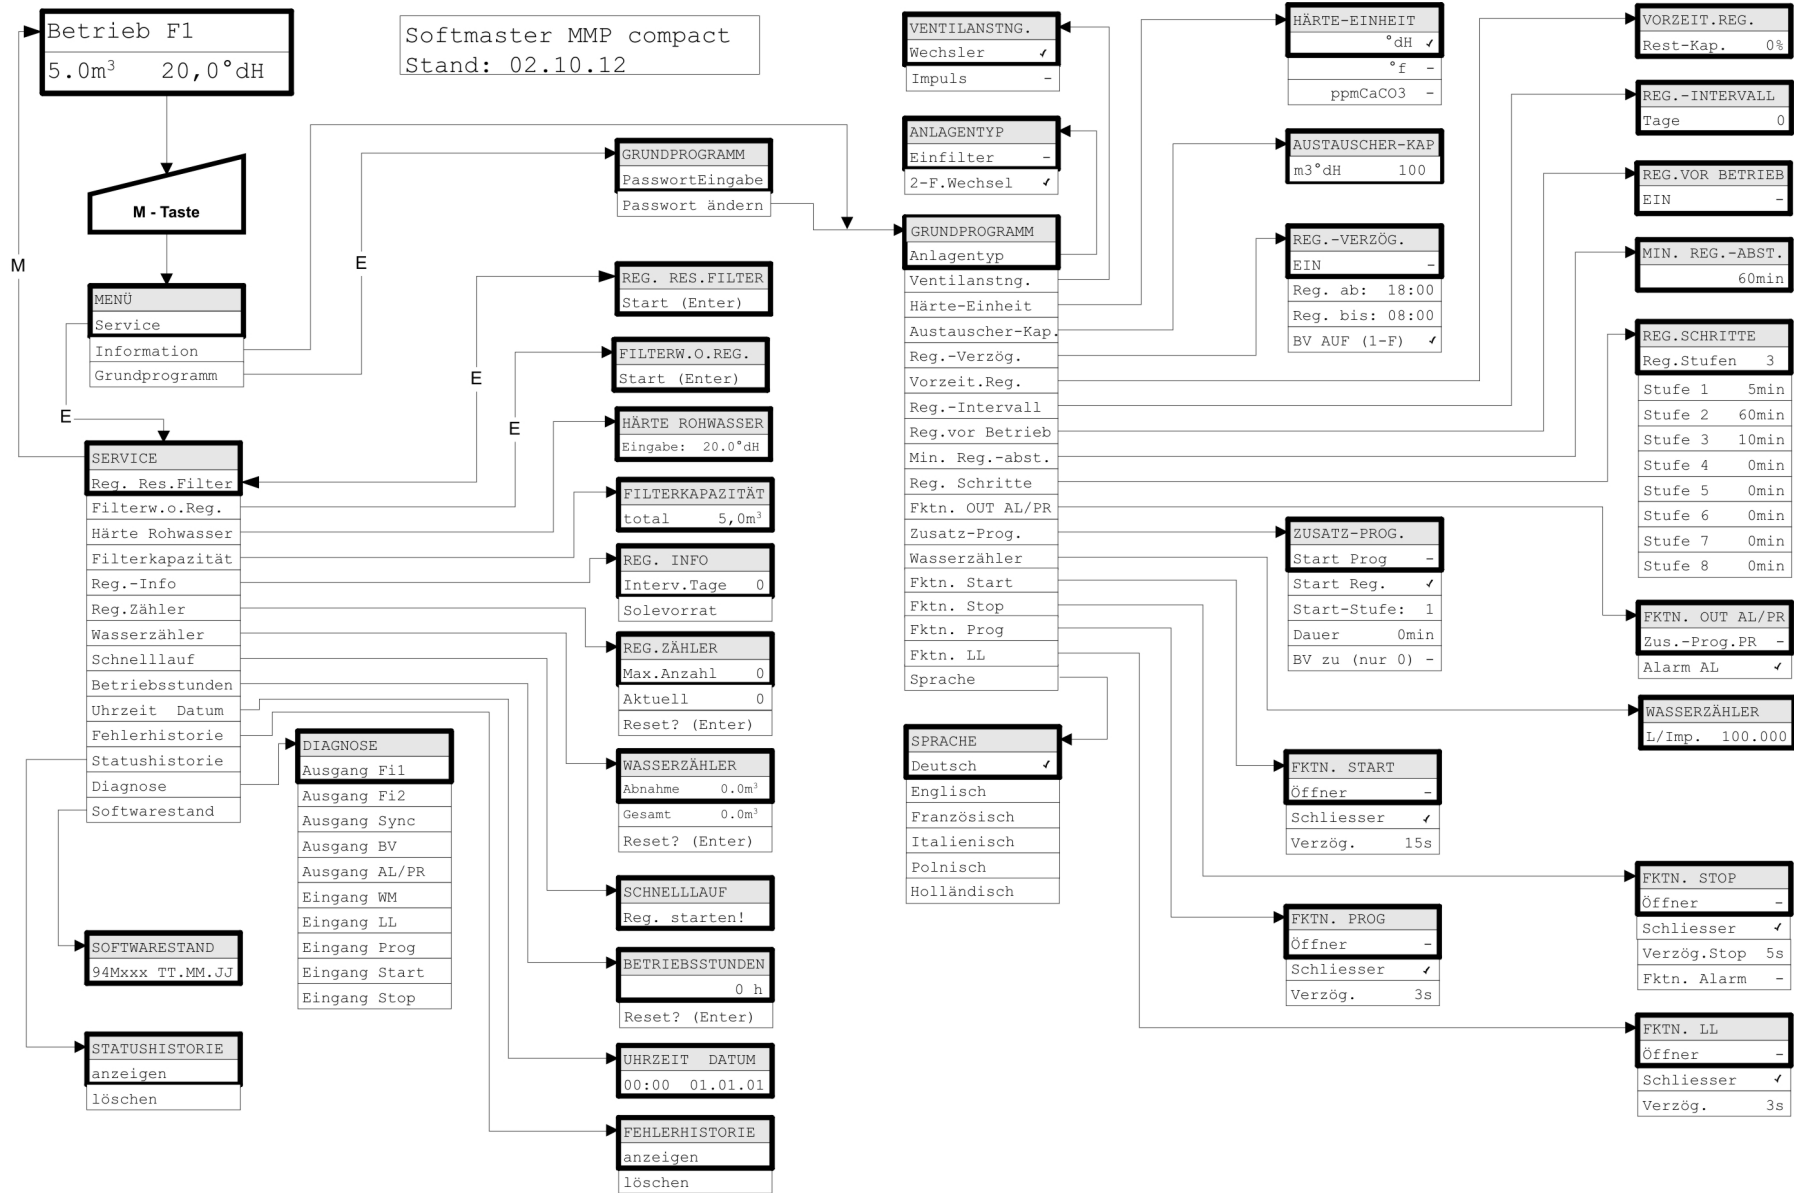 Betrieb F1
5.0m³ 20,0°dH
Softmaster MMP compact
Stand: 02.10.12
M - Taste
M
E
E
E
E
MENÜ
Service
Information
Grundprogramm
SERVICE
Reg. Res.Filter
Filterw.o.Reg.
Härte Rohwasser
Filterkapazität
Reg.-Info
Reg.Zähler
Wasserzähler
Schnelllauf
Betriebsstunden
Uhrzeit Datum
Fehlerhistorie
Statushistorie
Diagnose
Softwarestand
SOFTWARESTAND
94Mxxx TT.MM.JJ
STATUSHISTORIE
anzeigen
löschen
DIAGNOSE
Ausgang Fi1
Ausgang Fi2
Ausgang Sync
Ausgang BV
Ausgang AL/PR
Eingang WM
Eingang LL
Eingang Prog
Eingang Start
Eingang Stop
GRUNDPROGRAMM
PasswortEingabe
Passwort ändern
REG. RES.FILTER
Start (Enter)
FILTERW.O.REG.
Start (Enter)
HÄRTE ROHWASSER
Eingabe: 20.0°dH
FILTERKAPAZITÄT
total 5,0m³
REG. INFO
Interv.Tage 0
Solevorrat
REG.ZÄHLER
Max.Anzahl 0
Aktuell 0
Reset? (Enter)
WASSERZÄHLER
Abnahme 0.0m³
Gesamt 0.0m³
Reset? (Enter)
SCHNELLLAUF
Reg. starten!
BETRIEBSSTUNDEN
0 h
Reset? (Enter)
UHRZEIT DATUM
00:00 01.01.01
FEHLERHISTORIE
anzeigen
löschen
VENTILANSTNG.
Wechsler ✓
Impuls -
ANLAGENTYP
Einfilter -
2-F.Wechsel ✓
GRUNDPROGRAMM
Anlagentyp
Ventilanstng.
Härte-Einheit
Austauscher-Kap.
Reg.-Verzög.
Vorzeit.Reg.
Reg.-Intervall
Reg.vor Betrieb
Min. Reg.-abst.
Reg. Schritte
Fktn. OUT AL/PR
Zusatz-Prog.
Wasserzähler
Fktn. Start
Fktn. Stop
Fktn. Prog
Fktn. LL
Sprache
SPRACHE
Deutsch ✓
Englisch
Französisch
Italienisch
Polnisch
Holländisch
HÄRTE-EINHEIT
°dH ✓
°f -
ppmCaCO3 -
AUSTAUSCHER-KAP
m3°dH 100
REG.-VERZÖG.
EIN -
Reg. ab: 18:00
Reg. bis: 08:00
BV AUF (1-F) ✓
ZUSATZ-PROG.
Start Prog -
Start Reg. ✓
Start-Stufe: 1
Dauer 0min
BV zu (nur 0) -
FKTN. START
Öffner -
Schliesser ✓
Verzög. 15s
FKTN. PROG
Öffner -
Schliesser ✓
Verzög. 3s
VORZEIT.REG.
Rest-Kap. 0%
REG.-INTERVALL
Tage 0
REG.VOR BETRIEB
EIN -
MIN. REG.-ABST.
60min
REG.SCHRITTE
Reg.Stufen 3
Stufe 1 5min
Stufe 2 60min
Stufe 3 10min
Stufe 4 0min
Stufe 5 0min
Stufe 6 0min
Stufe 7 0min
Stufe 8 0min
FKTN. OUT AL/PR
Zus.-Prog.PR -
Alarm AL ✓
WASSERZÄHLER
L/Imp. 100.000
FKTN. STOP
Öffner -
Schliesser ✓
Verzög.Stop 5s
Fktn. Alarm -
FKTN. LL
Öffner -
Schliesser ✓
Verzög. 3s